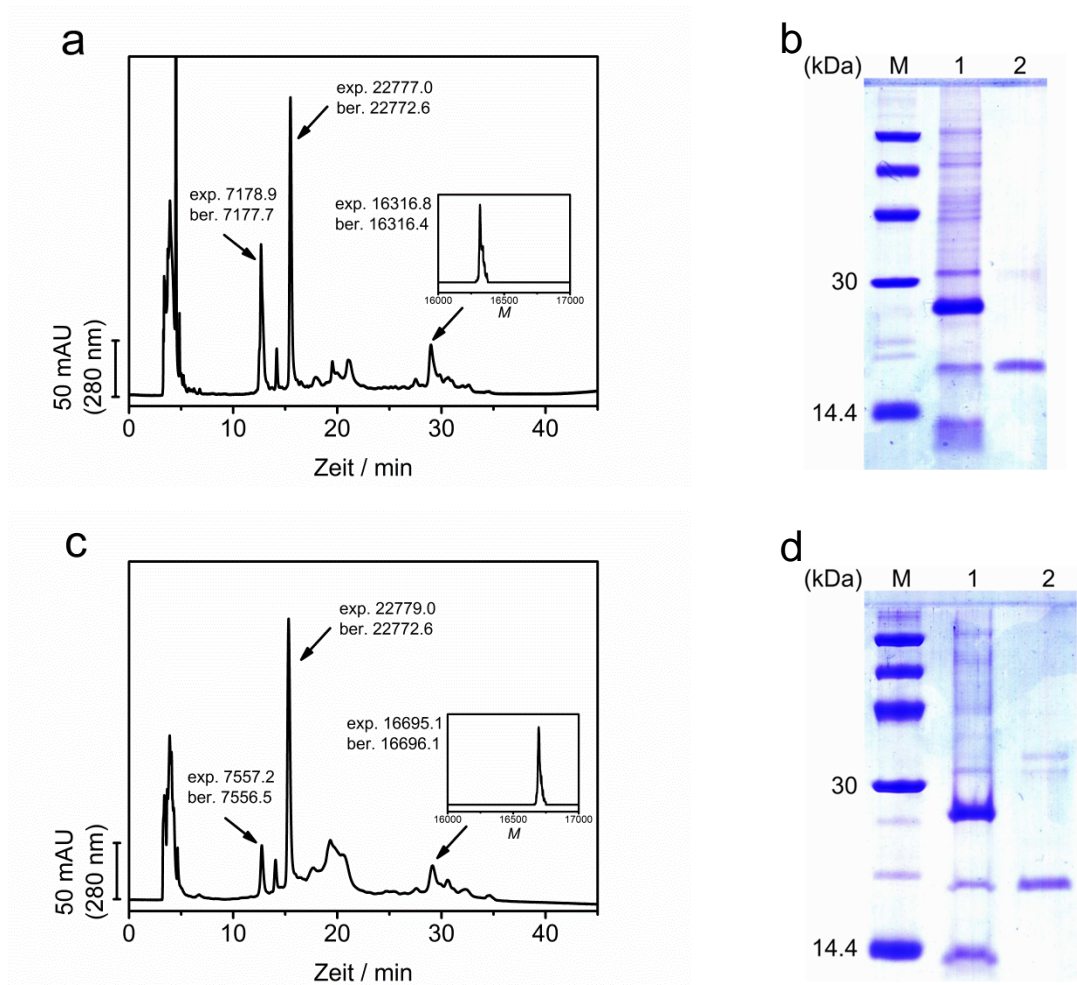 a
exp. 22777.0
ber. 22772.6
exp. 7178.9
ber. 7177.7
exp. 16316.8
ber. 16316.4
16000 16500 17000
M
50 mAU
(280 nm)
0 10 20 30 40
Zeit / min
b
(kDa) M 1 2
30
14.4
c
exp. 22779.0
ber. 22772.6
exp. 7557.2
ber. 7556.5
exp. 16695.1
ber. 16696.1
16000 16500 17000
M
50 mAU
(280 nm)
0 10 20 30 40
Zeit / min
d
(kDa) M 1 2
30
14.4